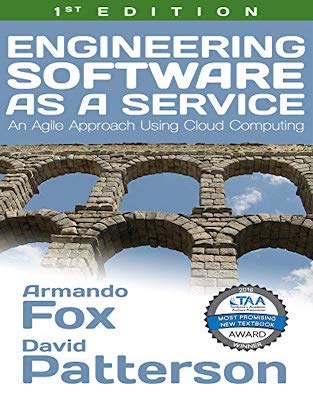 1ST EDITION
ENGINEERING
SOFTWARE
AS A SERVICE
An Agile Approach Using Cloud Computing
Armando
Fox
David
Patterson
2016
TAA
MOST PROMISING
NEW TEXTBOOK
AWARD
WINNER